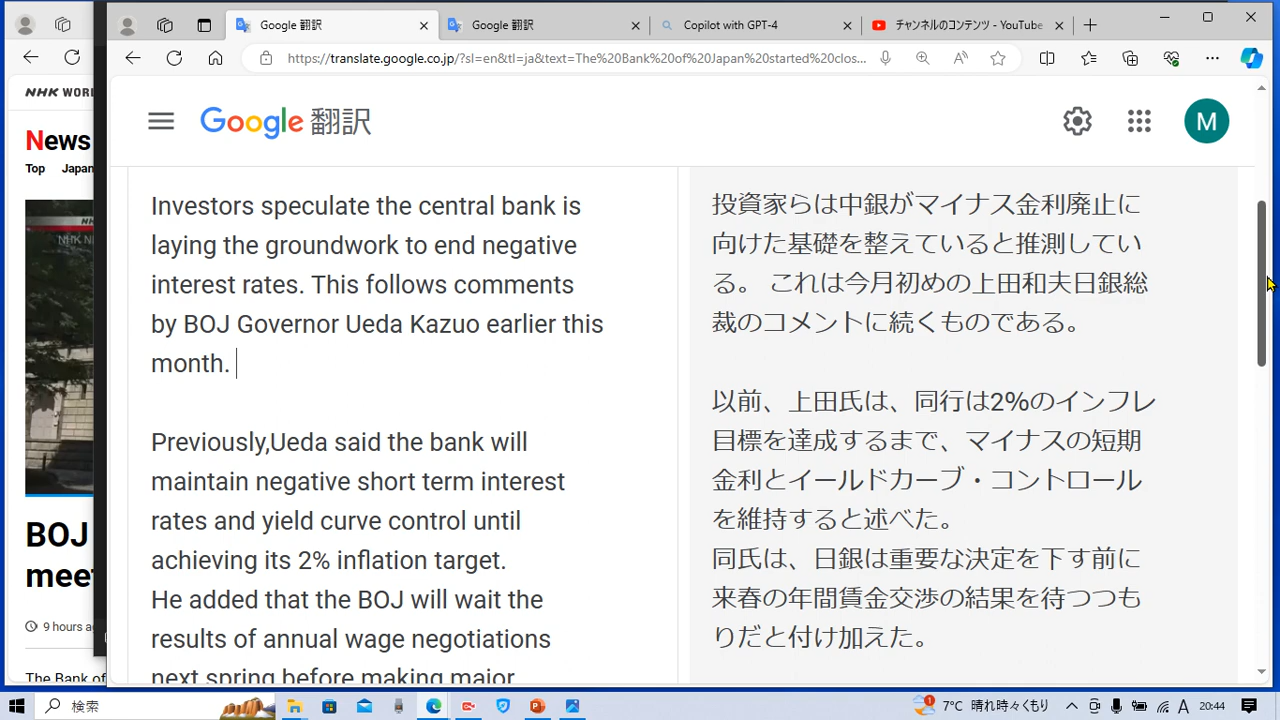 Google 翻訳
Google 翻訳
Copilot with GPT-4
チャンネルのコンテンツ - YouTube
https://translate.google.co.jp/?sl=en&tl=ja&text=The%20Bank%20of%20Japan%20started%20clos...
NHK WORL
News
Top Japan
NHK N
BOJ
meet
9 hours a
The Bank of
Google 翻訳
M
Investors speculate the central bank is
laying the groundwork to end negative
interest rates. This follows comments
by BOJ Governor Ueda Kazuo earlier this
month.
Previously,Ueda said the bank will
maintain negative short term interest
rates and yield curve control until
achieving its 2% inflation target.
He added that the BOJ will wait the
results of annual wage negotiations
next spring before making major
投資家らは中銀がマイナス金利廃止に
向けた基礎を整えていると推測してい
る。 これは今月初めの上田和夫日銀総
裁のコメントに続くものである。
以前、上田氏は、同行は2%のインフレ
目標を達成するまで、マイナスの短期
金利とイールドカーブ・コントロール
を維持すると述べた。
同氏は、日銀は重要な決定を下す前に
来春の年間賃金交渉の結果を待つつも
りだと付け加えた。
検索
1
7°C 晴れ時々くもり
A
20:44